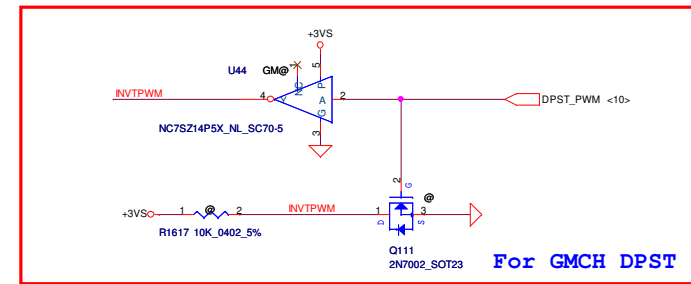 +3VS
U44
GM@
1
NC
5
P
INVTPWM
4
Y
A
2
DPST_PWM <10>
G
3
NC7SZ14P5X_NL_SC70-5
2
G
@
+3VS
1
@
2
INVTPWM
1
3
D
S
R1617 10K_0402_5%
Q111
2N7002_SOT23
For GMCH DPST